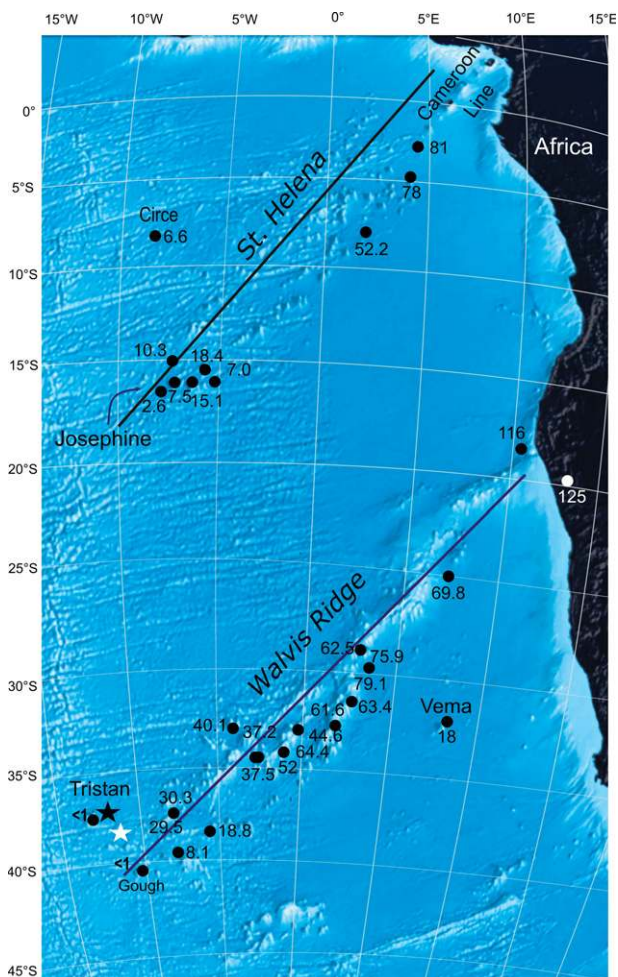 15°W 10°W 5°W 0° 5°E 10°E 15°E
Cameroon
Line
0°
81
Africa
5°S
78
St. Helena
Circe
6.6
52.2
10°S
10.3
18.4
7.0
15°S
2.6
7.5
15.1
Josephine
116
20°S
125
25°S
69.8
Walvis Ridge
62.5
75.9
30°S
79.1
61.6
63.4
Vema
40.1
37.2
44.6
18
64.4
37.5
52
35°S
Tristan
30.3
<1
29.5
18.8
8.1
<1
40°S
Gough
45°S